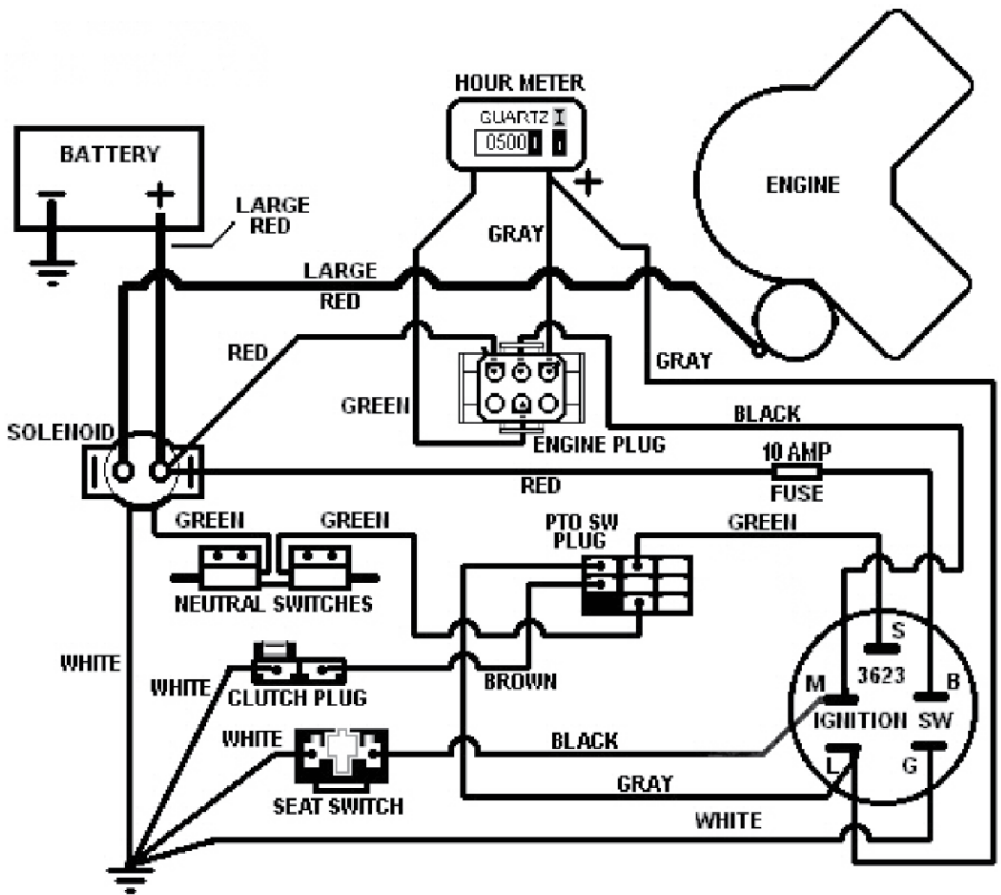 HOUR METER
QUARTZ I
0500
BATTERY
− +
LARGE
RED
ENGINE
+
GRAY
LARGE
RED
RED
GRAY
GREEN
BLACK
SOLENOID
ENGINE PLUG
10 AMP
FUSE
RED
GREEN
GREEN
PTO SW
PLUG
GREEN
NEUTRAL SWITCHES
S
WHITE
3623
M
B
WHITE
CLUTCH PLUG
BROWN
IGNITION SW
WHITE
BLACK
L
G
GRAY
SEAT SWITCH
WHITE